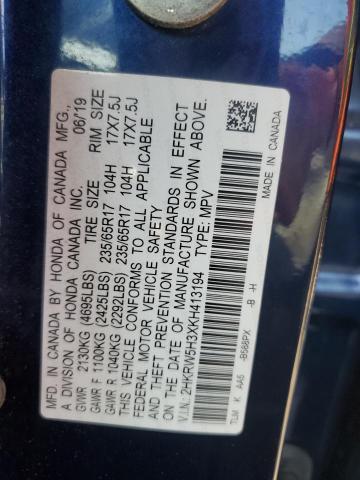 MFD. IN CANADA BY HONDA OF CANADA MFG.,
A DIVISION OF HONDA CANADA INC. 06/19
GVWR 2130KG (4695LBS) TIRE SIZE RIM SIZE
GAWR F 1100KG (2425LBS) 235/65R17 104H 17X7.5J
GAWR R 1040KG (2292LBS) 235/65R17 104H 17X7.5J
THIS VEHICLE CONFORMS TO ALL APPLICABLE
FEDERAL MOTOR VEHICLE SAFETY
AND THEFT PREVENTION STANDARDS IN EFFECT
ON THE DATE OF MANUFACTURE SHOWN ABOVE.
V.I.N.: 2HKRW5H3XKH413194 TYPE: MPV
TLM K AA5 -B588PX -B -H MADE IN CANADA